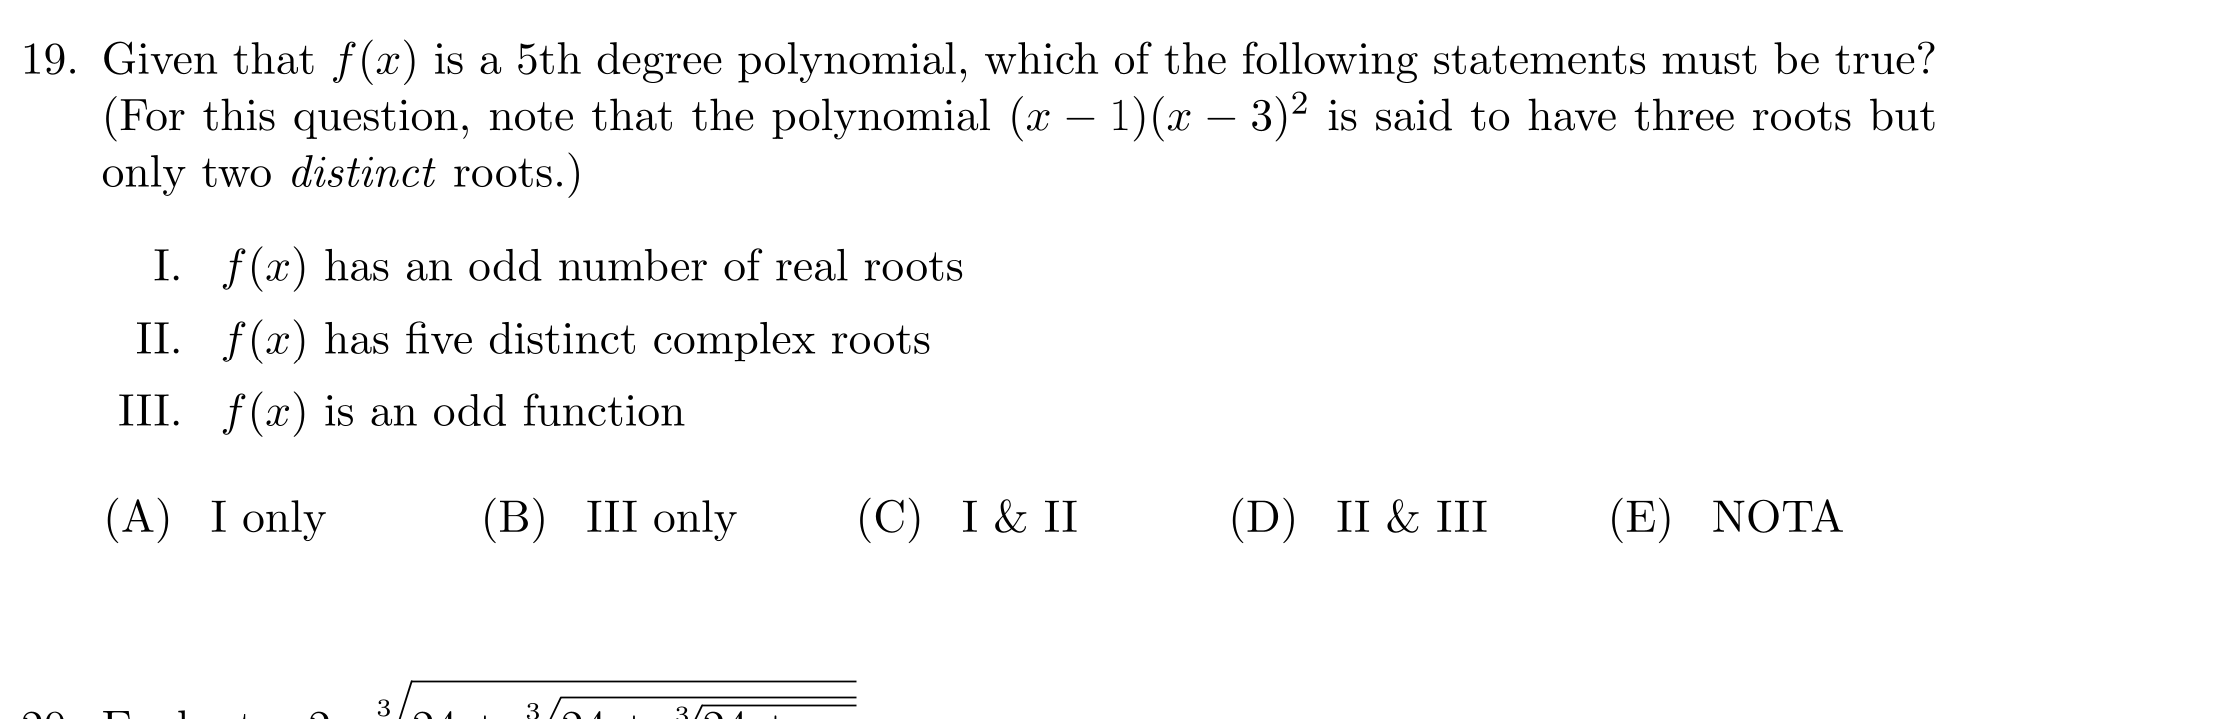 19. Given that f(x) is a 5th degree polynomial, which of the following statements must be true?
(For this question, note that the polynomial (x − 1)(x − 3)² is said to have three roots but
only two distinct roots.)
I. f(x) has an odd number of real roots
II. f(x) has five distinct complex roots
III. f(x) is an odd function
(A) I only (B) III only (C) I & II (D) II & III (E) NOTA